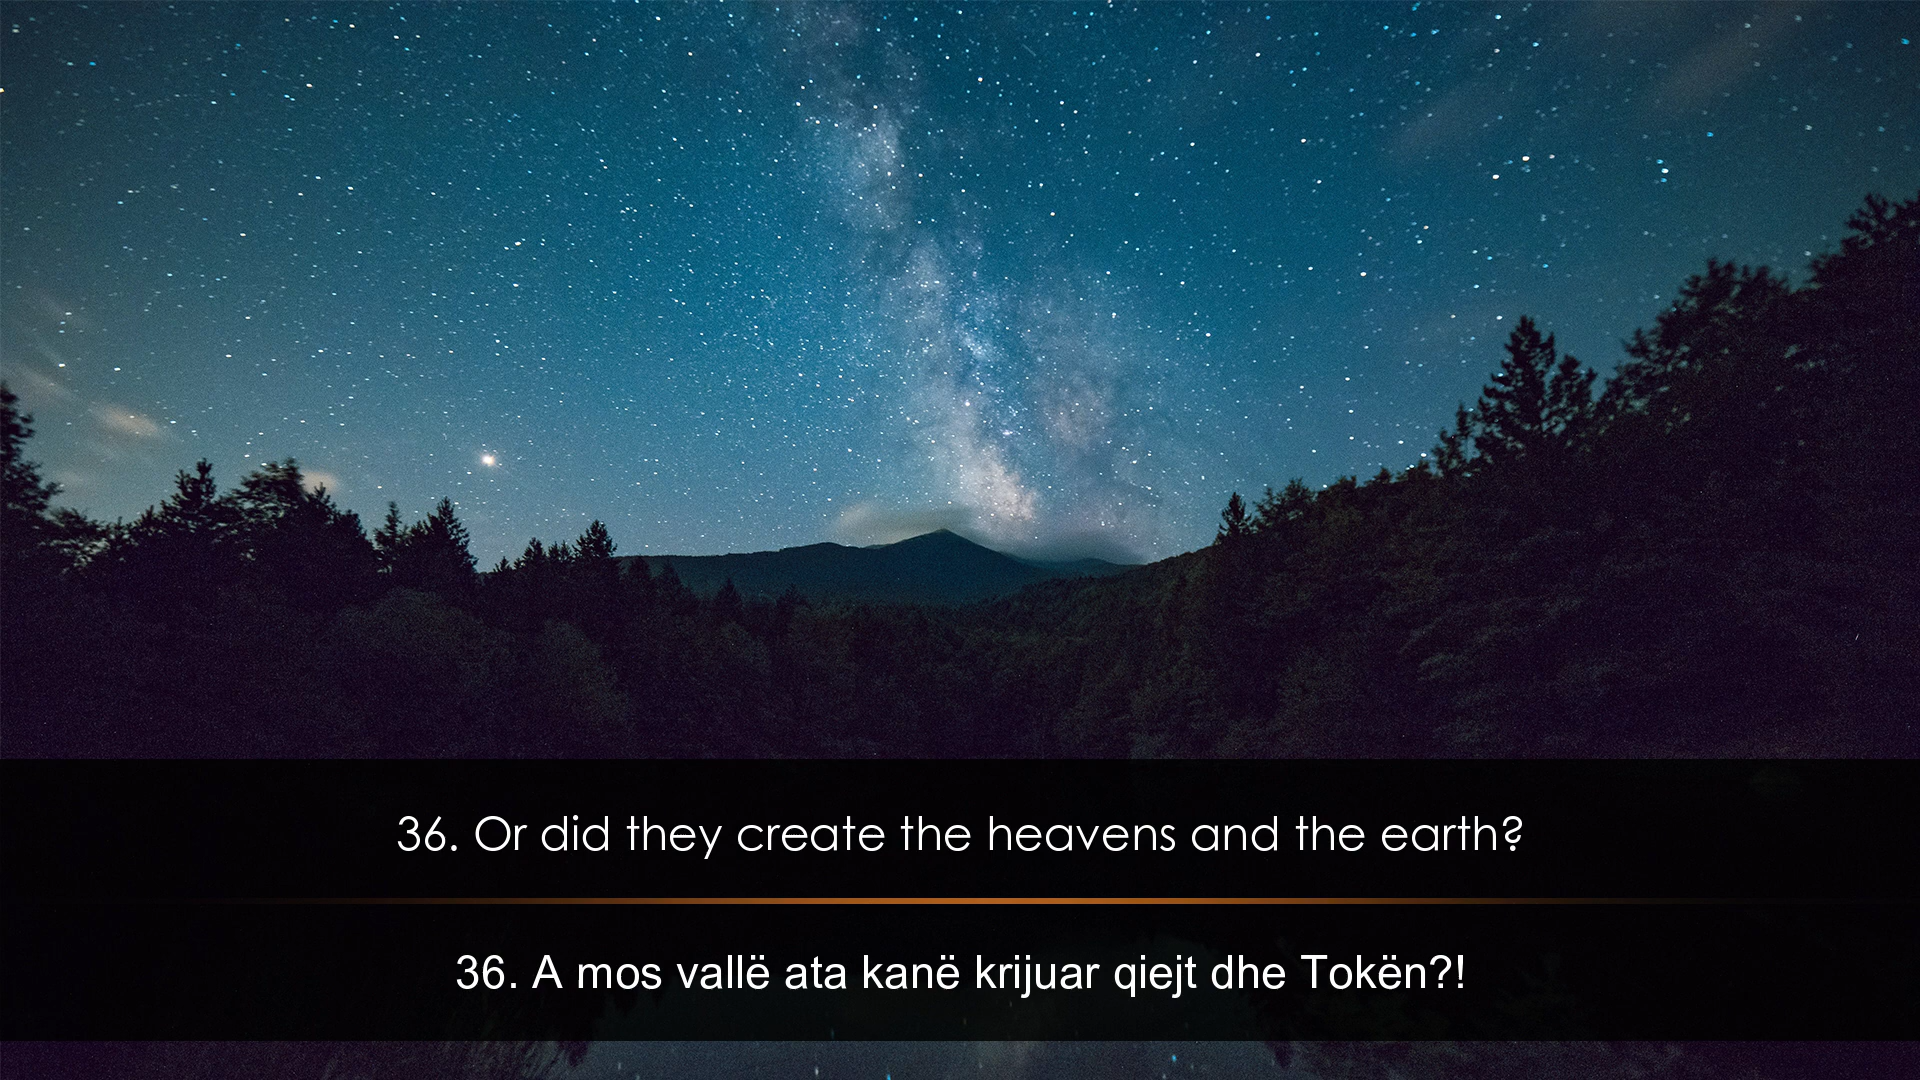 36. Or did they create the heavens and the earth?
36. A mos vallë ata kanë krijuar qiejt dhe Tokën?!